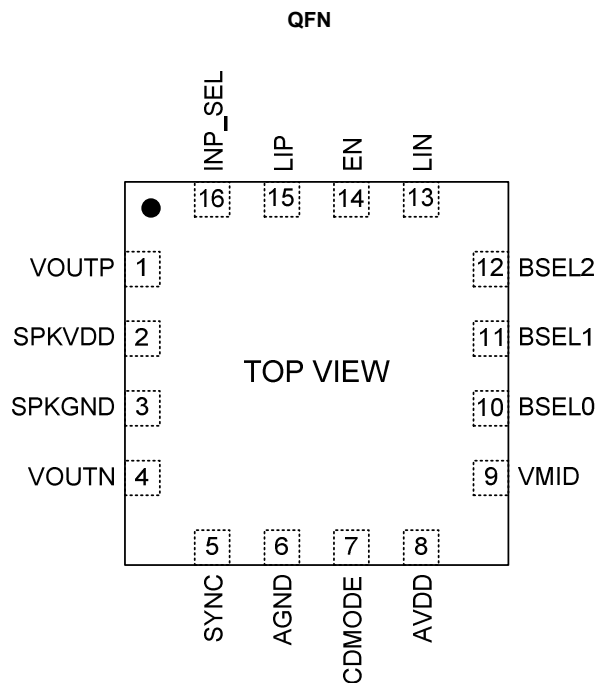 QFN
INP_SEL
LIP
EN
LIN
16
15
14
13
VOUTP 1
12 BSEL2
SPKVDD 2
11 BSEL1
TOP VIEW
SPKGND 3
10 BSEL0
VOUTN 4
9 VMID
5
6
7
8
SYNC
AGND
CDMODE
AVDD